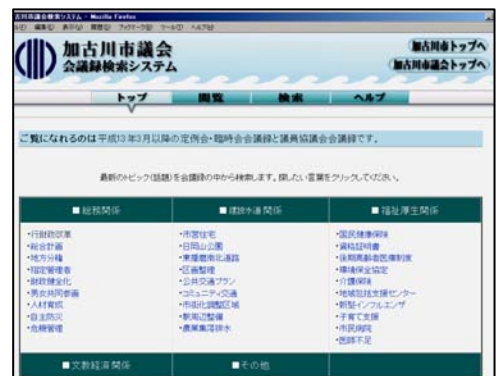 古川市議録検索システム - Mozilla Firefox
加古川市議会
会議録検索システム
加古川市トップへ
加古川市議会トップへ
トップ 閲覧 検索 ヘルプ
ご覧になれるのは平成13年3月以降の定例会・臨時会会議録と議員協議会会議録です。
最新のトピック(話題)を会議録の中から検索します。探したい言葉をクリックしてください。
■総務関係 ■建設水道関係 ■福祉厚生関係
・行財政改革 ・市営住宅 ・国民健康保険
・総合計画 ・日岡山公園 ・資格証明書
・地方分権 ・東播磨南北道路 ・後期高齢者医療制度
・指定管理者 ・区画整理 ・環境保全協定
・財政健全化 ・公共交通プラン ・介護保険
・男女共同参画 ・コミュニティ交通 ・地域包括支援センター
・人材育成 ・市街化調整区域 ・新型インフルエンザ
・自主防災 ・駅周辺整備 ・子育て支援
・危機管理 ・農業集落排水 ・市民病院
・医師不足
■文教経済関係 ■その他